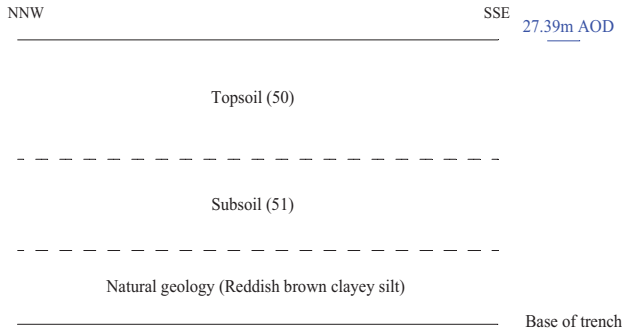 NNW
SSE
27.39m AOD
Topsoil (50)
Subsoil (51)
Natural geology (Reddish brown clayey silt)
Base of trench